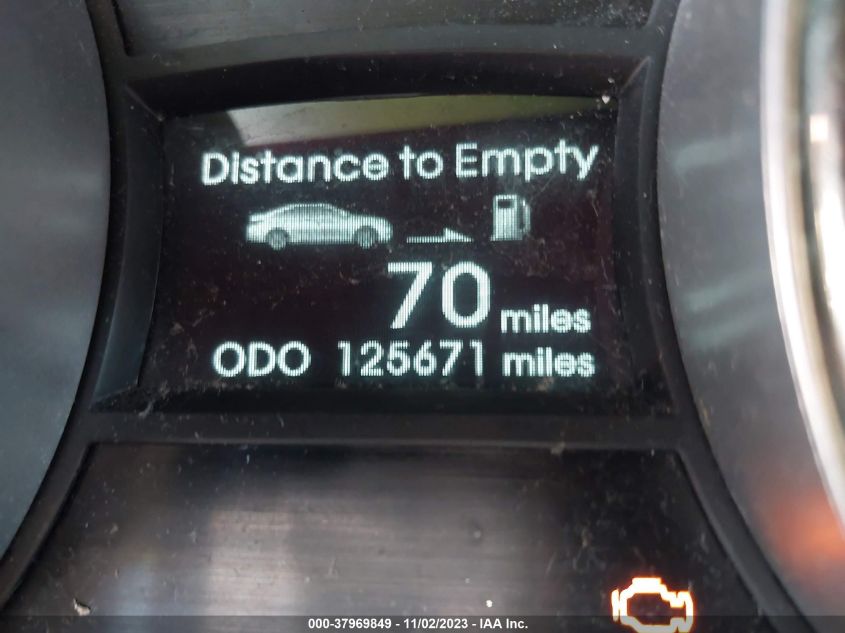 Distance to Empty
70 miles
ODO 125671 miles
000-37969849 - 11/02/2023 - IAA Inc.